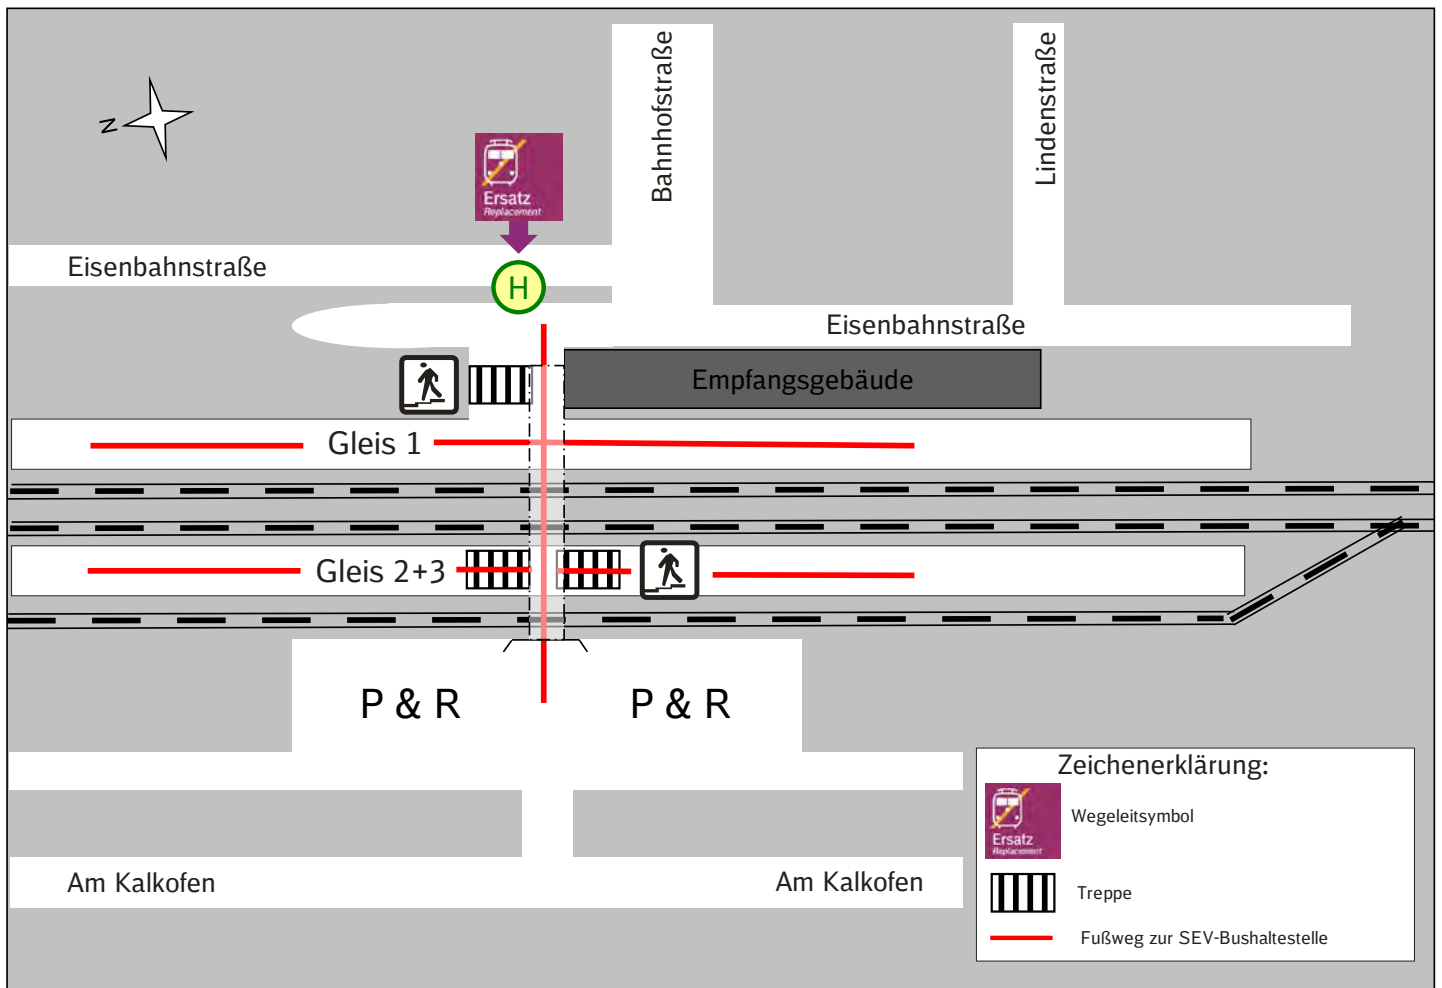 Bahnhofstraße
Lindenstraße
N
Ersatz
Replacement
Eisenbahnstraße
H
Eisenbahnstraße
Empfangsgebäude
Gleis 1
Gleis 2+3
P & R
P & R
Zeichenerklärung:
Ersatz
Replacement
Wegeleitsymbol
Treppe
Fußweg zur SEV-Bushaltestelle
Am Kalkofen
Am Kalkofen